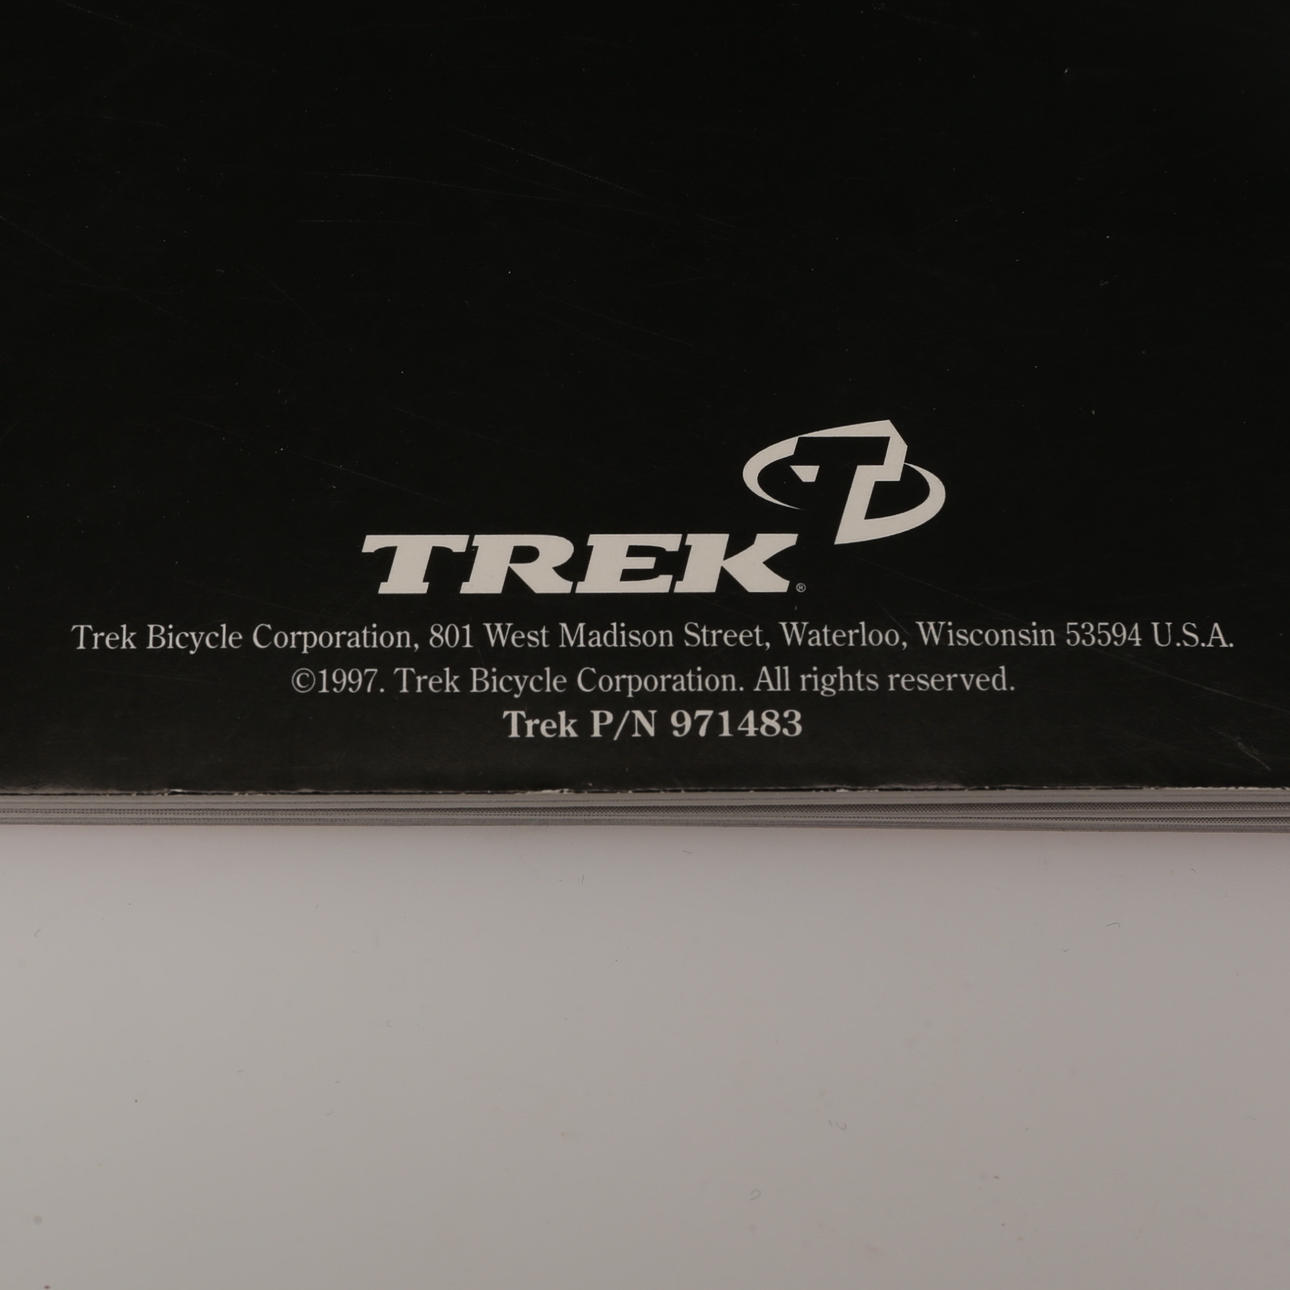 T
TREK®
Trek Bicycle Corporation, 801 West Madison Street, Waterloo, Wisconsin 53594 U.S.A.
©1997. Trek Bicycle Corporation. All rights reserved.
Trek P/N 971483